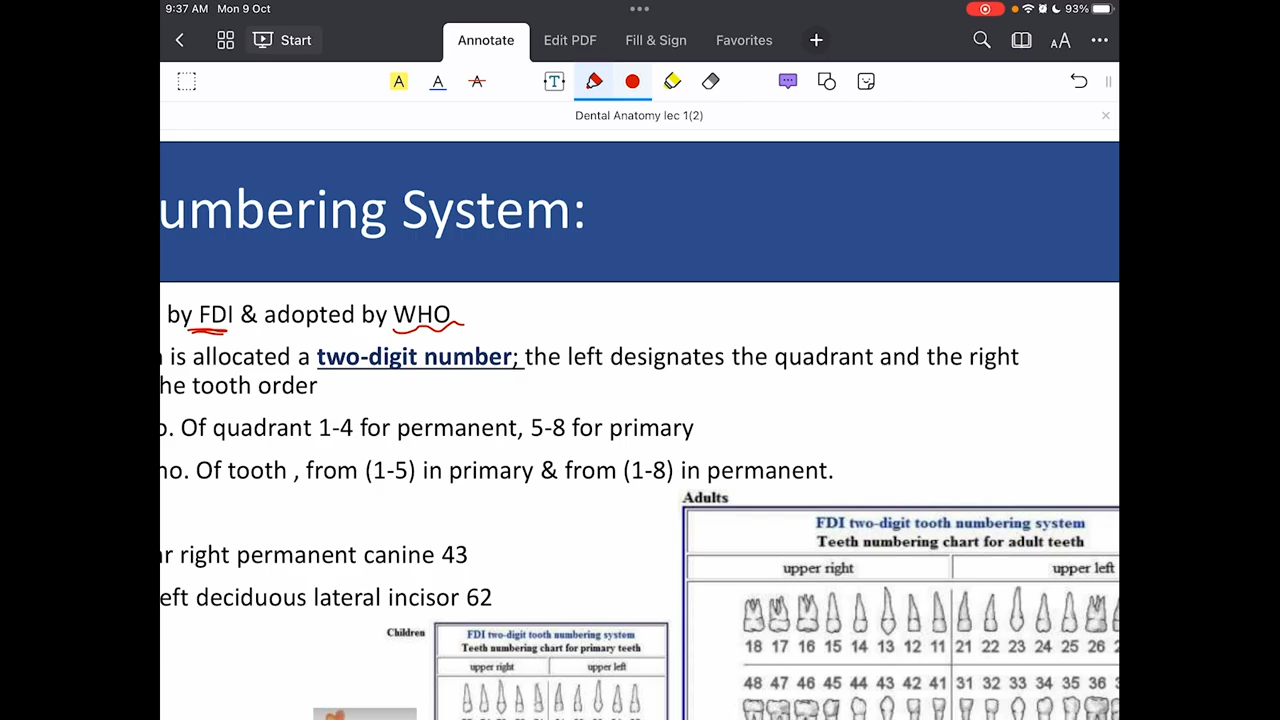 9:37 AM Mon 9 Oct
93%
Start
Annotate
Edit PDF
Fill & Sign
Favorites
AA
A A A T
Dental Anatomy lec 1(2)
umbering System:
by FDI & adopted by WHO
is allocated a two-digit number; the left designates the quadrant and the right
he tooth order
o. Of quadrant 1-4 for permanent, 5-8 for primary
no. Of tooth , from (1-5) in primary & from (1-8) in permanent.
ar right permanent canine 43
eft deciduous lateral incisor 62
Children
FDI two-digit tooth numbering system
Teeth numbering chart for primary teeth
upper right upper left
Adults
FDI two-digit tooth numbering system
Teeth numbering chart for adult teeth
upper right upper left
18 17 16 15 14 13 12 11 21 22 23 24 25 26
48 47 46 45 44 43 42 41 31 32 33 34 35 36